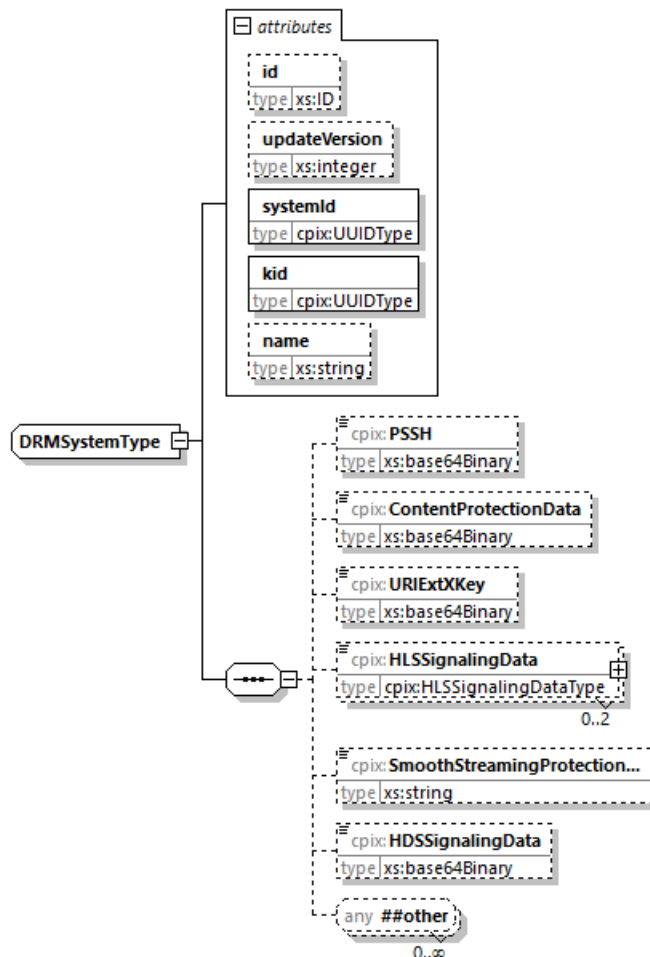 attributes
id
type xs:ID
updateVersion
type xs:integer
systemId
type cpix:UUIDType
kid
type cpix:UUIDType
name
type xs:string
DRMSystemType
cpix: PSSH
type xs:base64Binary
cpix: ContentProtectionData
type xs:base64Binary
cpix: URIExtXKey
type xs:base64Binary
cpix: HLSSignalingData
type cpix:HLSSignalingDataType
0..2
cpix: SmoothStreamingProtection...
type xs:string
cpix: HDSSignalingData
type xs:base64Binary
any ##other
0..∞